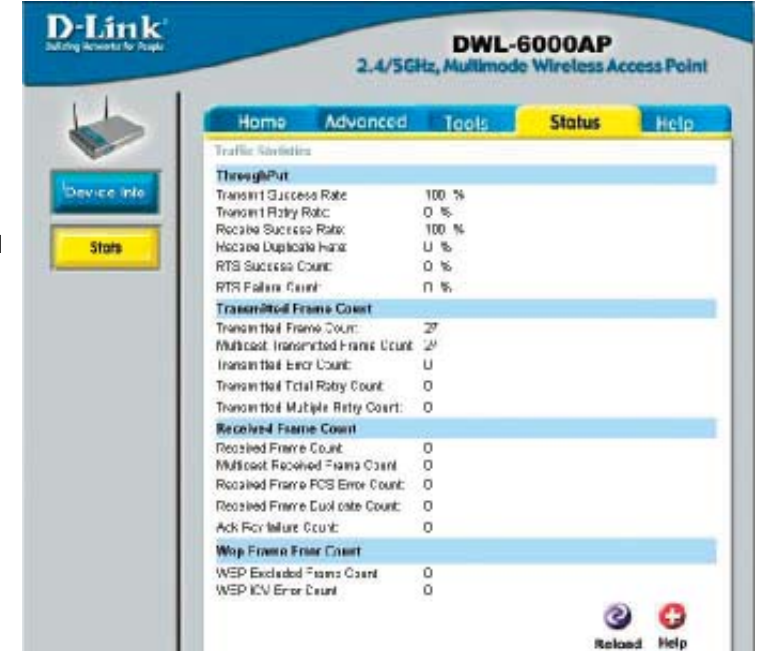 D-Link
Building Networks for People
DWL-6000AP
2.4/5GHz, Multimode Wireless Access Point
Home Advanced Tools Status Help
Device Info
Stats
Traffic Statistics
ThroughPut
Transmit Success Rate 100 %
Transmit Retry Rate: 0 %
Receive Success Rate: 100 %
Receive Duplicate Rate: 0 %
RTS Success Count: 0 %
RTS Failure Count: 0 %
Transmitted Frame Count
Transmitted Frame Count: 27
Multicast Transmitted Frame Count 27
Transmitted Error Count: 0
Transmitted Total Retry Count 0
Transmitted Multiple Retry Count: 0
Received Frame Count
Received Frame Count 0
Multicast Received Frame Count 0
Received Frame FCS Error Count: 0
Received Frame Duplicate Count: 0
Ack Rcv failure Count: 0
Wep Frame Error Count
WEP Excluded Frame Count 0
WEP ICV Error Count 0
Reload Help